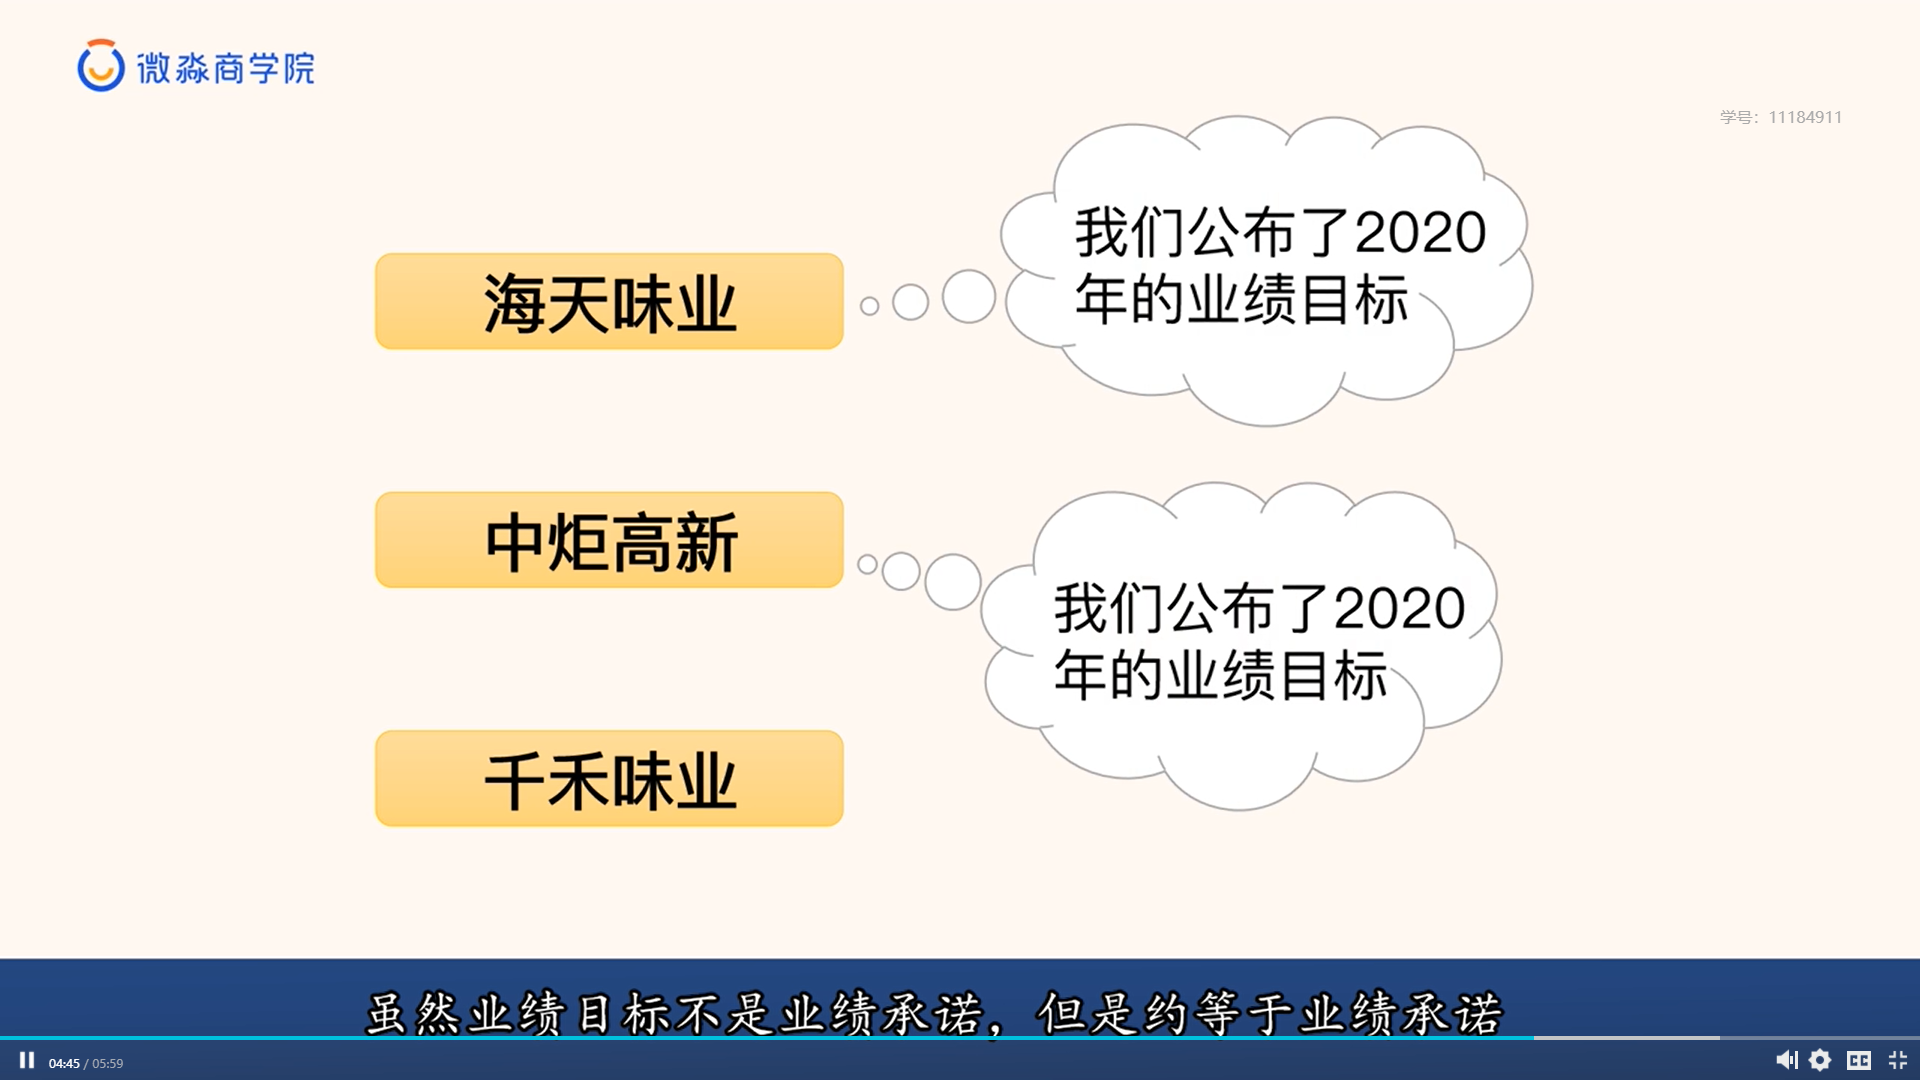 微淼商学院
学号：11184911
我们公布了2020
年的业绩目标
海天味业
中炬高新
我们公布了2020
年的业绩目标
千禾味业
虽然业绩目标不是业绩承诺，但是约等于业绩承诺
04:45 / 05:59
CC